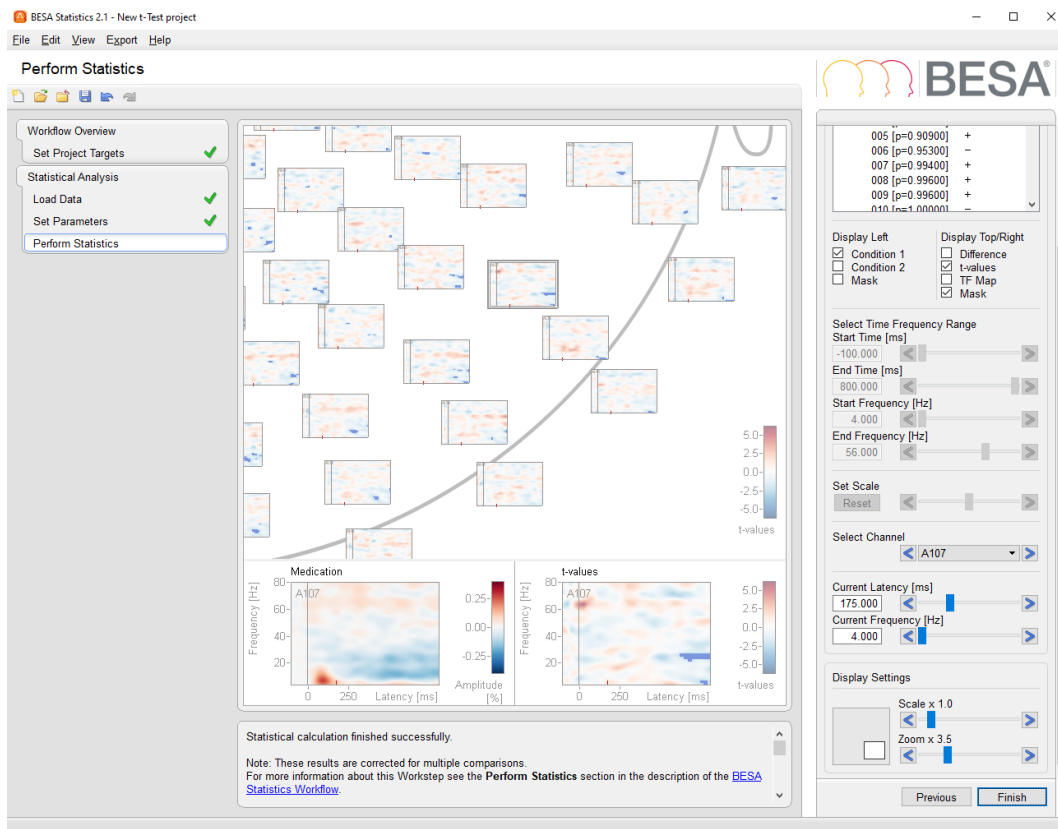 BESA Statistics 2.1 - New t-Test project
File Edit View Export Help
Perform Statistics
BESA®
Workflow Overview
Set Project Targets
Statistical Analysis
Load Data
Set Parameters
Perform Statistics
5.0-
2.5-
0.0-
-2.5-
-5.0-
t-values
Medication
Frequency [Hz]
80-
60-
40-
20-
A107
0 250 Latency [ms]
0.25-
0.00-
-0.25-
Amplitude
[%]
t-values
Frequency [Hz]
80-
60-
40-
20-
A107
0 250 Latency [ms]
5.0-
2.5-
0.0-
-2.5-
-5.0-
t-values
Statistical calculation finished successfully.
Note: These results are corrected for multiple comparisons.
For more information about this Workstep see the Perform Statistics section in the description of the BESA
Statistics Workflow.
005 [p=0.90900] +
006 [p=0.95300] −
007 [p=0.99400] +
008 [p=0.99600] +
009 [p=0.99600] +
010 [p=1.00000] −
Display Left Display Top/Right
Condition 1 Difference
Condition 2 t-values
Mask TF Map
Mask
Select Time Frequency Range
Start Time [ms]
-100.000
End Time [ms]
800.000
Start Frequency [Hz]
4.000
End Frequency [Hz]
56.000
Set Scale
Reset
Select Channel
A107
Current Latency [ms]
175.000
Current Frequency [Hz]
4.000
Display Settings
Scale x 1.0
Zoom x 3.5
Previous Finish